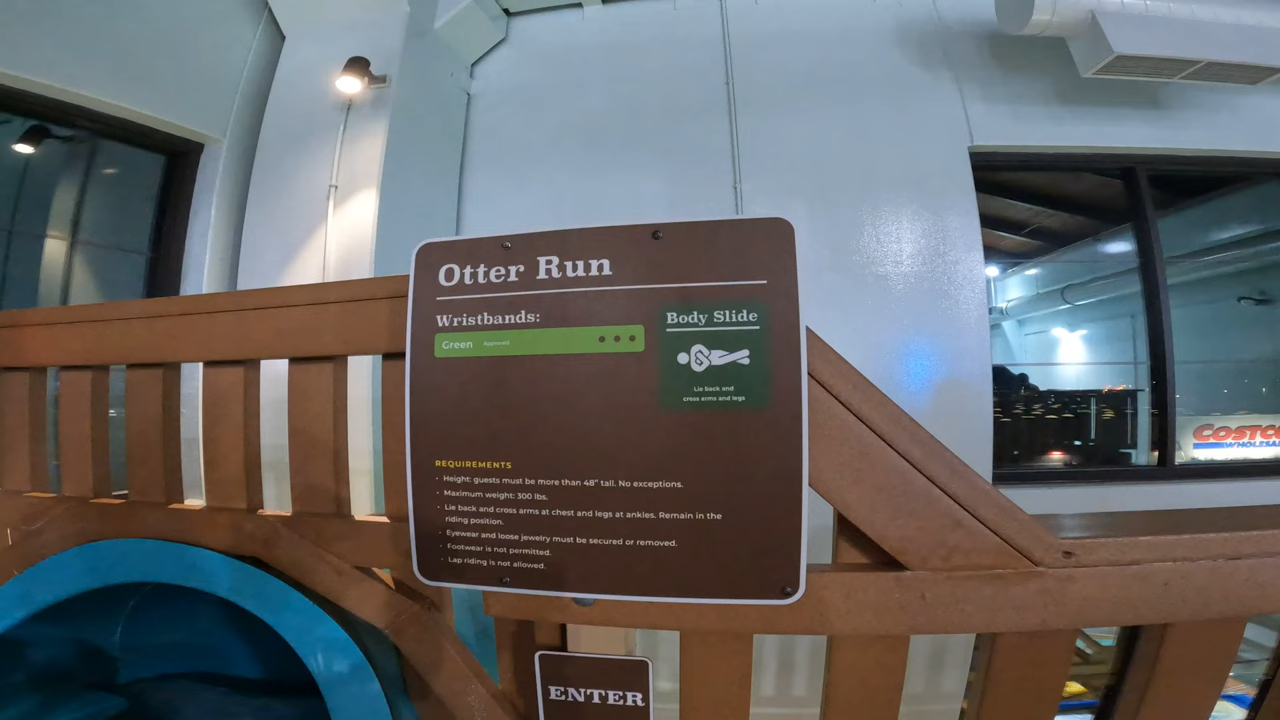 Otter Run
Wristbands:
Green Approved
Body Slide
Lie back and
cross arms and legs
REQUIREMENTS
• Height: guests must be more than 48" tall. No exceptions.
• Maximum weight: 300 lbs.
• Lie back and cross arms at chest and legs at ankles. Remain in the
riding position.
• Eyewear and loose jewelry must be secured or removed.
• Footwear is not permitted.
• Lap riding is not allowed.
COSTCO
WHOLESAL
ENTER